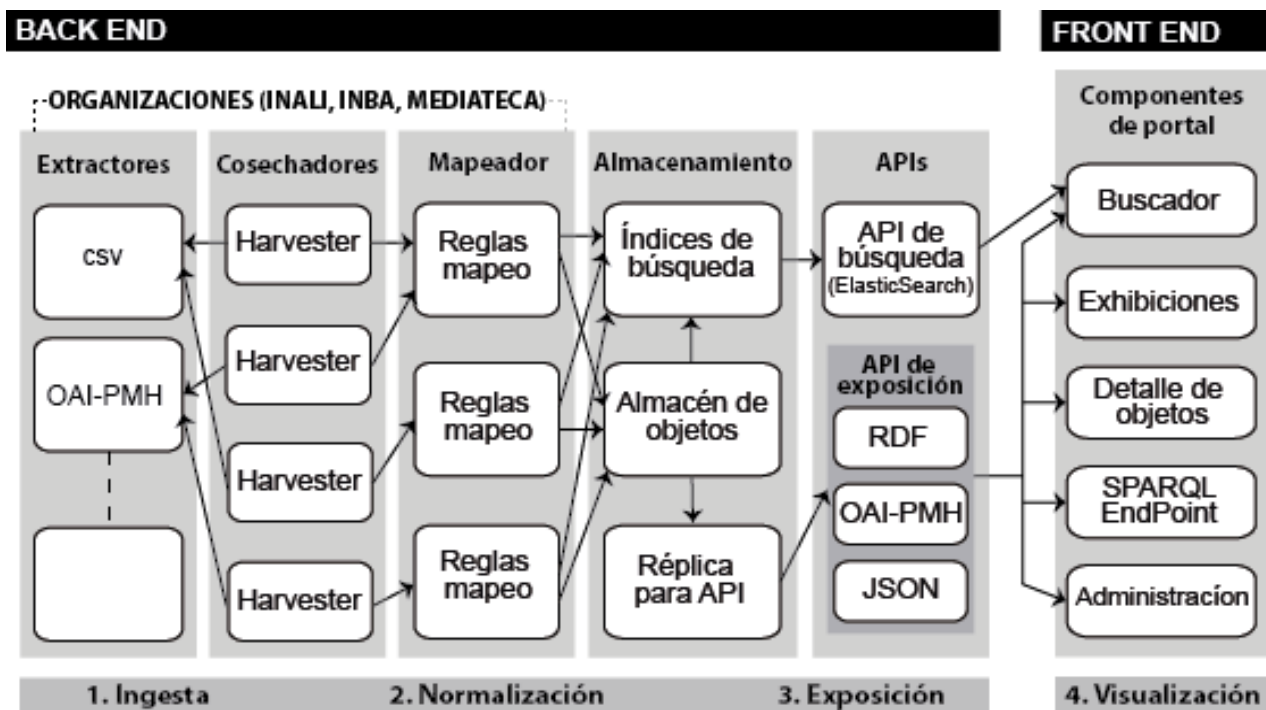 BACK END
FRONT END
ORGANIZACIONES (INALI, INBA, MEDIATECA)
Extractores
csv
OAI-PMH
Cosechadores
Harvester
Harvester
Harvester
Harvester
Mapeador
Reglas
mapeo
Reglas
mapeo
Reglas
mapeo
Almacenamiento
Índices de
búsqueda
Almacén de
objetos
Réplica
para API
APIs
API de
búsqueda
(ElasticSearch)
API de
exposición
RDF
OAI-PMH
JSON
Componentes
de portal
Buscador
Exhibiciones
Detalle de
objetos
SPARQL
EndPoint
Administracíon
1. Ingesta
2. Normalización
3. Exposición
4. Visualización